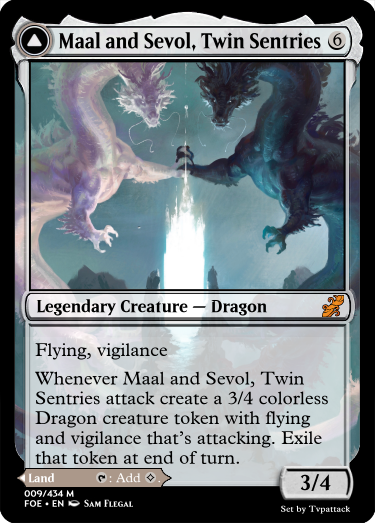 Maal and Sevol, Twin Sentries 6
Legendary Creature — Dragon
Flying, vigilance
Whenever Maal and Sevol, Twin
Sentries attack create a 3/4 colorless
Dragon creature token with flying
and vigilance that's attacking. Exile
that token at end of turn.
Land : Add .
3/4
009/434 M
FOE • EN SAM FLEGAL
Set by Tvpattack